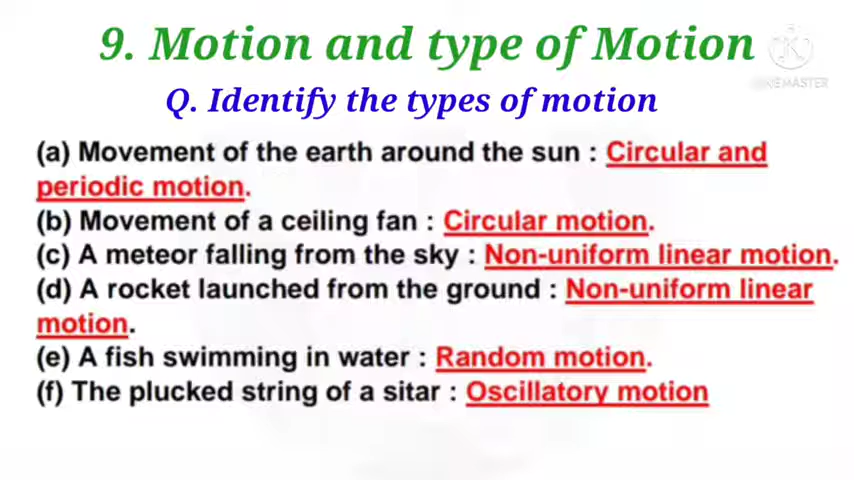 9. Motion and type of Motion
Q. Identify the types of motion
(a) Movement of the earth around the sun : Circular and
periodic motion.
(b) Movement of a ceiling fan : Circular motion.
(c) A meteor falling from the sky : Non-uniform linear motion.
(d) A rocket launched from the ground : Non-uniform linear
motion.
(e) A fish swimming in water : Random motion.
(f) The plucked string of a sitar : Oscillatory motion
K
KINEMASTER